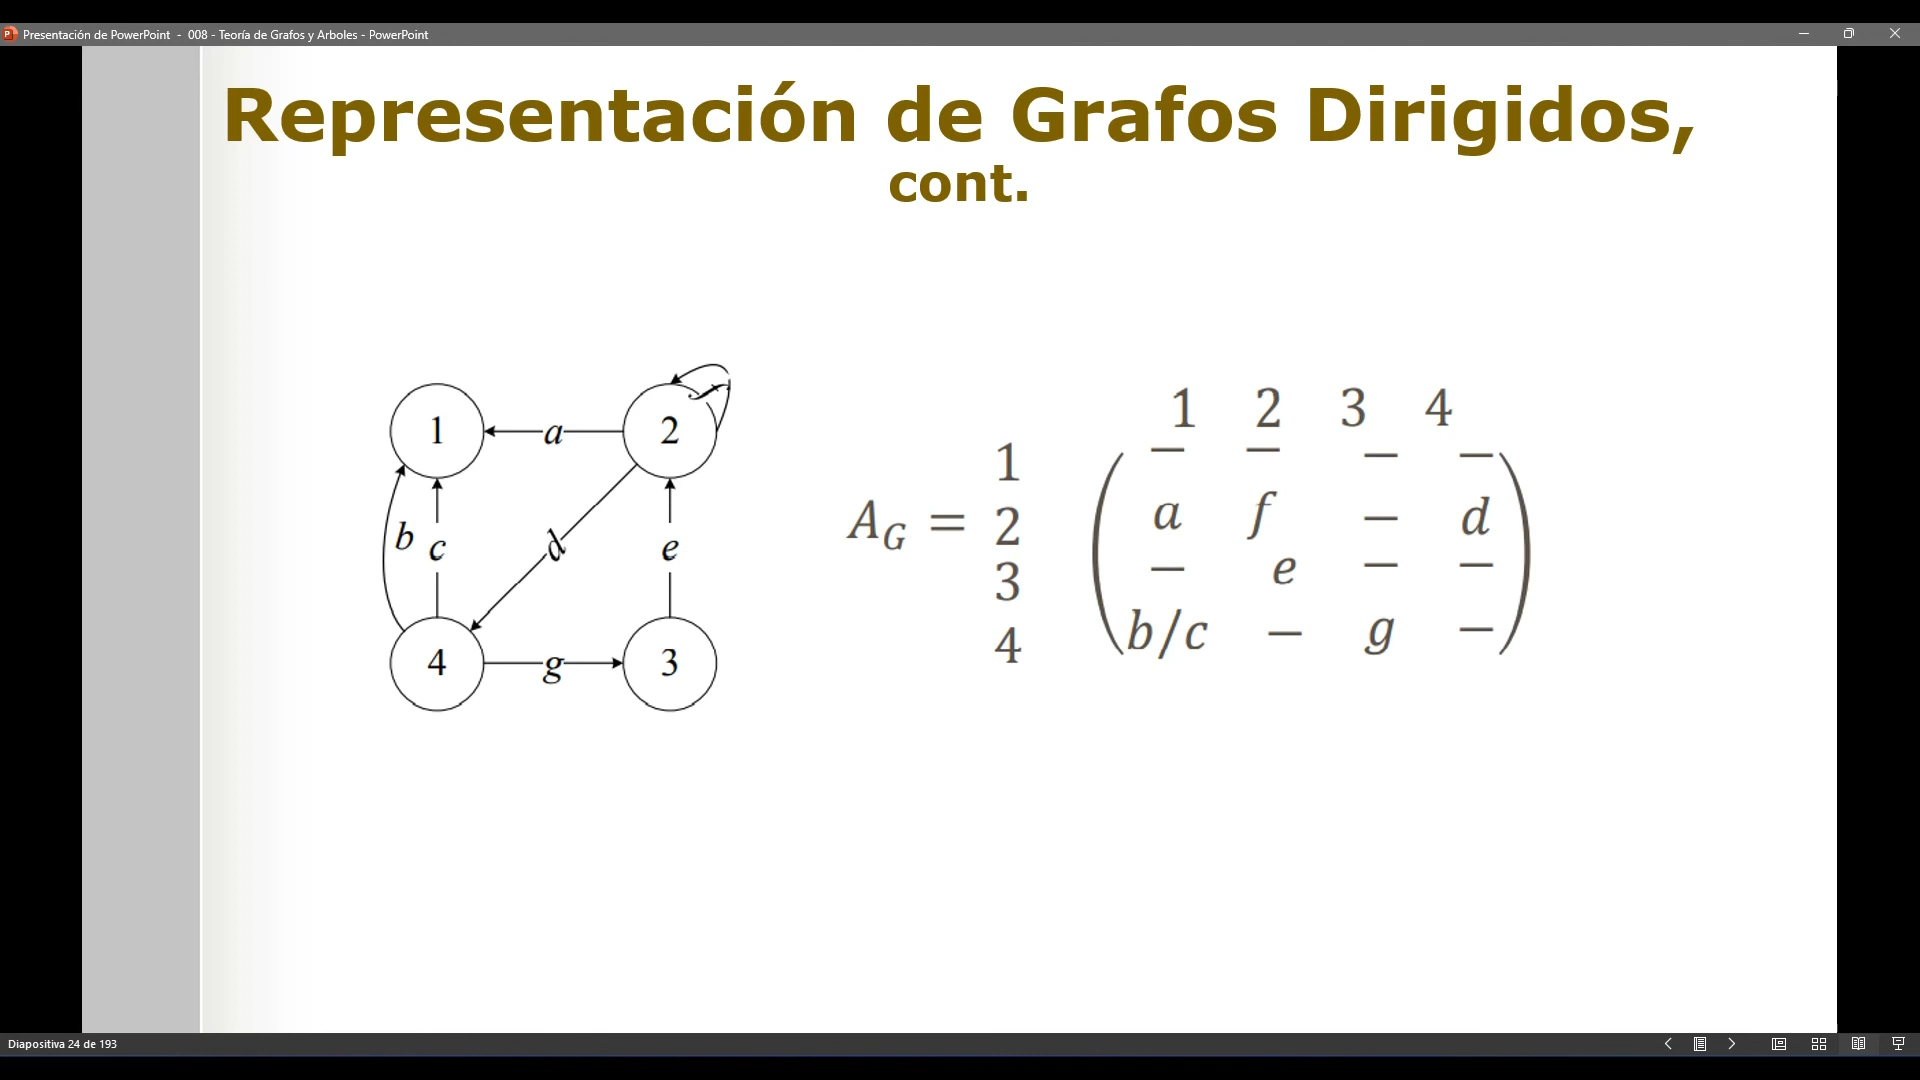 Presentación de PowerPoint - 008 - Teoría de Grafos y Arboles - PowerPoint
Representación de Grafos Dirigidos,
cont.
f
1 a 2
b c d e
4 g 3
1 2 3 4
1 — — — —
A_G = 2 a f — d
3 — e — —
4 b/c — g —
Diapositiva 24 de 193